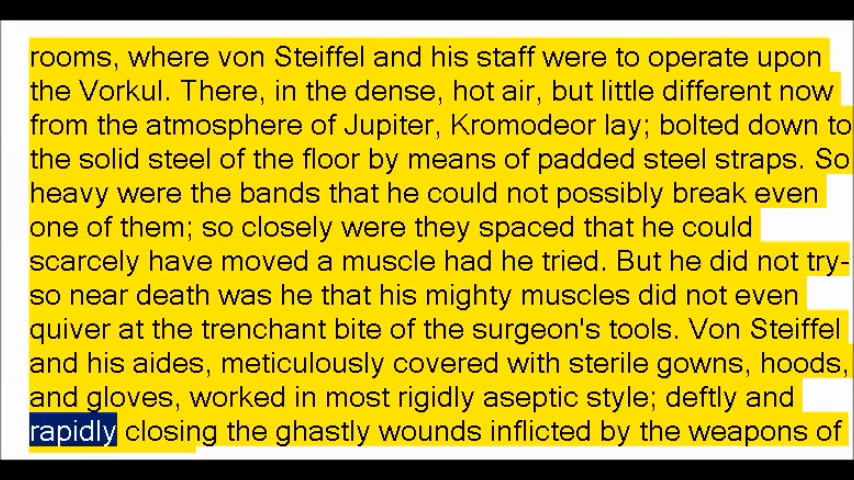 rooms, where von Steiffel and his staff were to operate upon
the Vorkul. There, in the dense, hot air, but little different now
from the atmosphere of Jupiter, Kromodeor lay; bolted down to
the solid steel of the floor by means of padded steel straps. So
heavy were the bands that he could not possibly break even
one of them; so closely were they spaced that he could
scarcely have moved a muscle had he tried. But he did not try-
so near death was he that his mighty muscles did not even
quiver at the trenchant bite of the surgeon's tools. Von Steiffel
and his aides, meticulously covered with sterile gowns, hoods,
and gloves, worked in most rigidly aseptic style; deftly and
rapidly closing the ghastly wounds inflicted by the weapons of